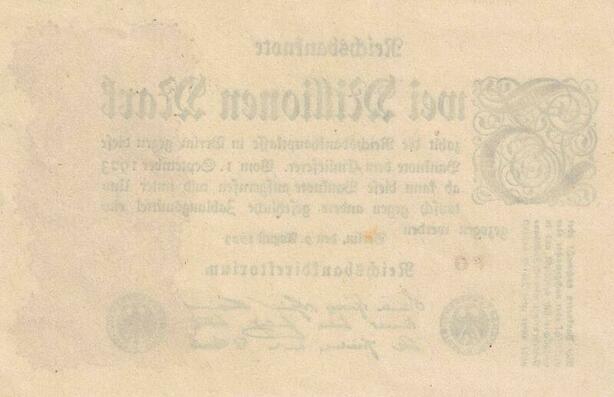 Reichsbanknote
Zwei Millionen Mark
zahlt die Reichsbankhauptkasse in Berlin gegen diese
Banknote dem Einlieferer. Vom 1. September 1923
ab kann diese Banknote aufgerufen und unter Um-
tausch gegen andere gesetzliche Zahlungsmittel ein-
gezogen werden
Berlin, den 9. August 1923
Reichsbankdirektorium